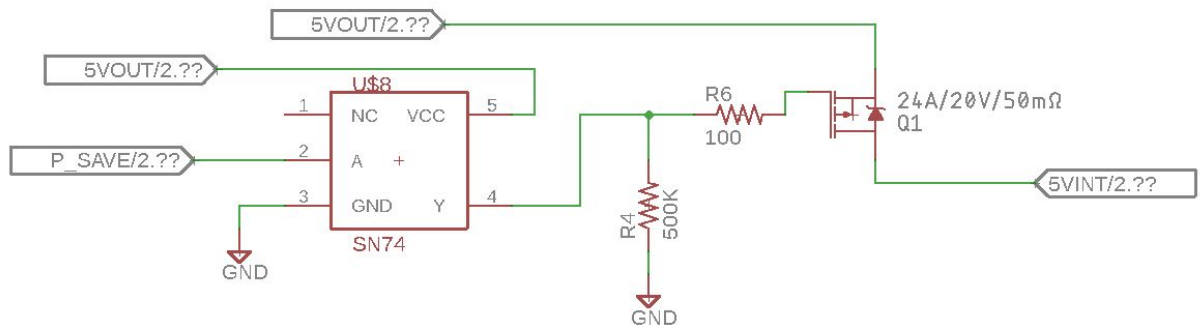 5VOUT/2.??
5VOUT/2.??
U$8
1
NC
VCC
5
P_SAVE/2.??
2
A
3
GND
Y
4
SN74
GND
R6
100
R4
500K
GND
24A/20V/50mΩ
Q1
5VINT/2.??